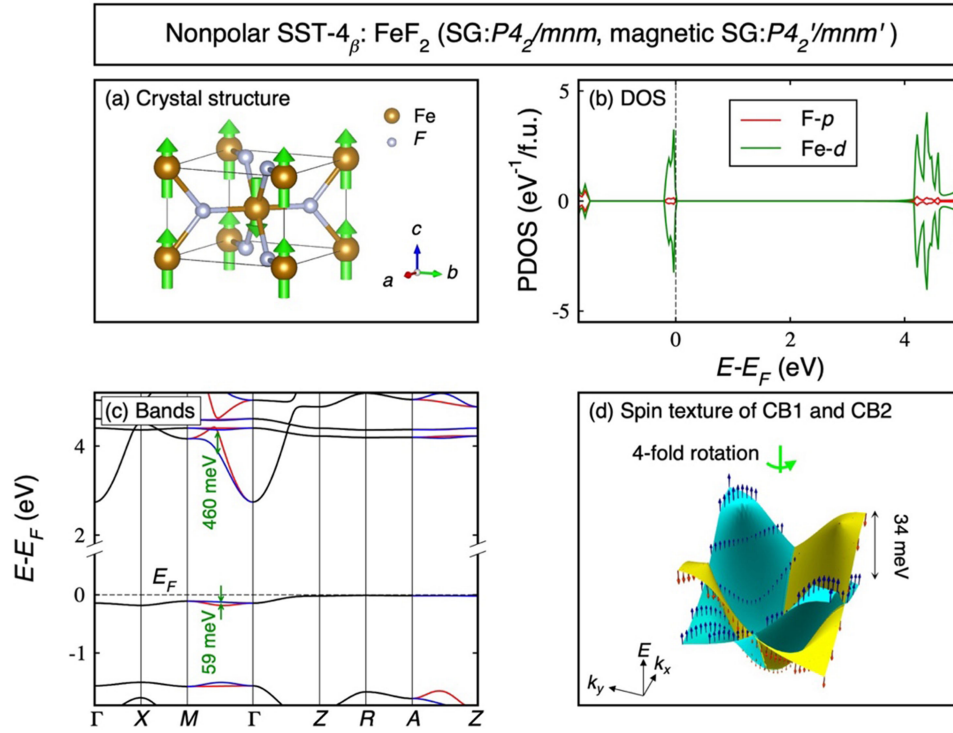 Nonpolar SST-4β: FeF2 (SG:P42/mnm, magnetic SG:P42'/mnm')
(a) Crystal structure
Fe
F
c
a
b
(b) DOS
F-p
Fe-d
PDOS (eV-1/f.u.)
5
0
-5
0
2
4
E-EF (eV)
(c) Bands
E-EF (eV)
4
2
0
-1
460 meV
EF
59 meV
Γ X M Γ Z R A Z
(d) Spin texture of CB1 and CB2
4-fold rotation
34 meV
E
kx
ky